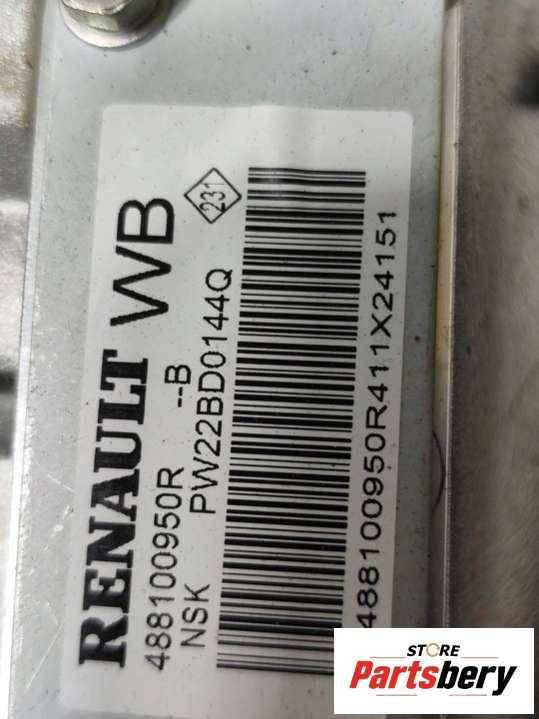 RENAULT WB
488100950R --B
NSK PW22BD0144Q
231
488100950R411X24151
STORE
Partsbery